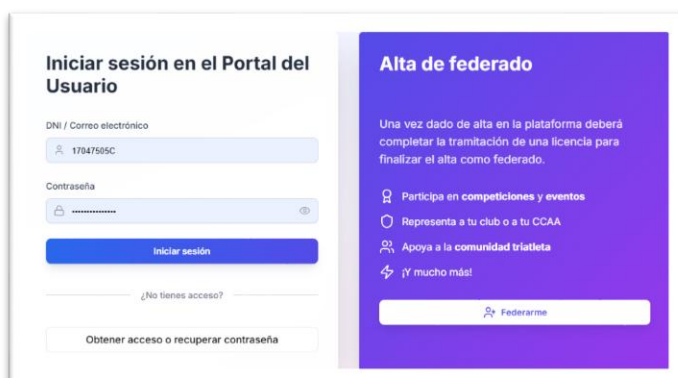 Iniciar sesión en el Portal del
Usuario
DNI / Correo electrónico
17047505C
Contraseña
Iniciar sesión
¿No tienes acceso?
Obtener acceso o recuperar contraseña
Alta de federado
Una vez dado de alta en la plataforma deberá
completar la tramitación de una licencia para
finalizar el alta como federado.
Participa en competiciones y eventos
Representa a tu club o a tu CCAA
Apoya a la comunidad triatleta
¡Y mucho más!
Federarme